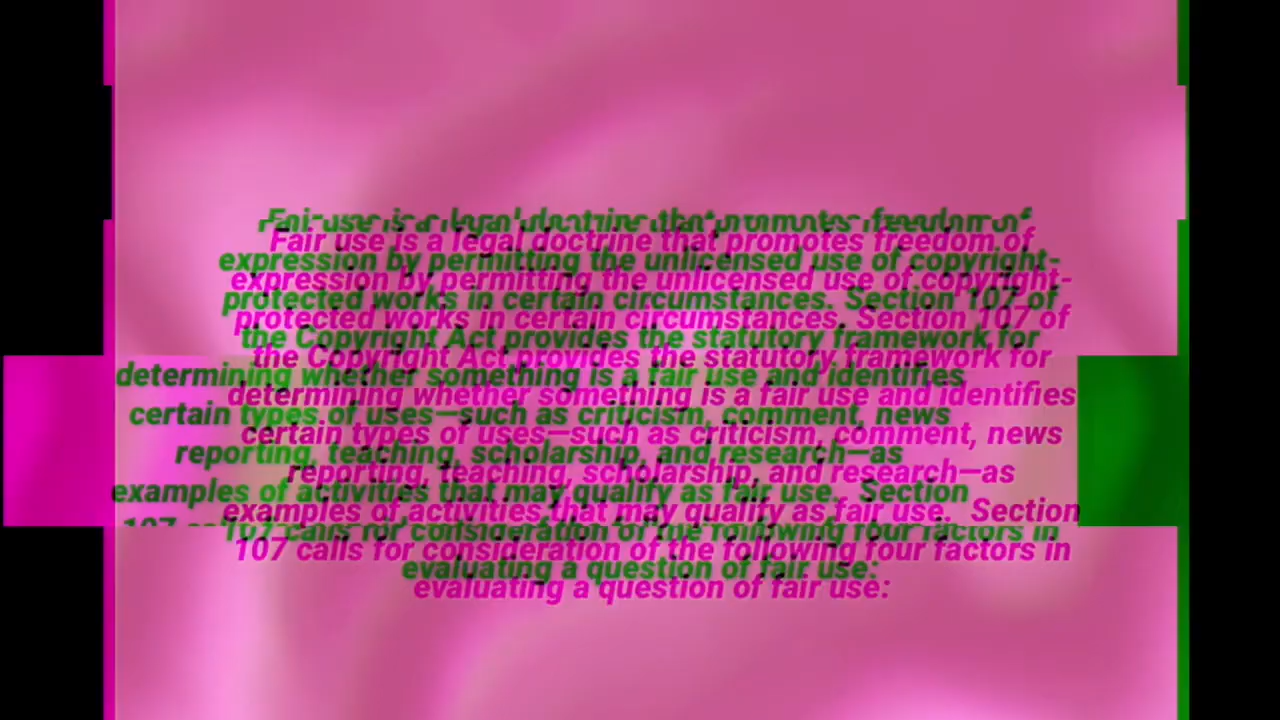 Fair use is a legal doctrine that promotes freedom of
expression by permitting the unlicensed use of copyright-
protected works in certain circumstances. Section 107 of
the Copyright Act provides the statutory framework for
determining whether something is a fair use and identifies
certain types of uses—such as criticism, comment, news
reporting, teaching, scholarship, and research—as
examples of activities that may qualify as fair use.  Section
107 calls for consideration of the following four factors in
evaluating a question of fair use: